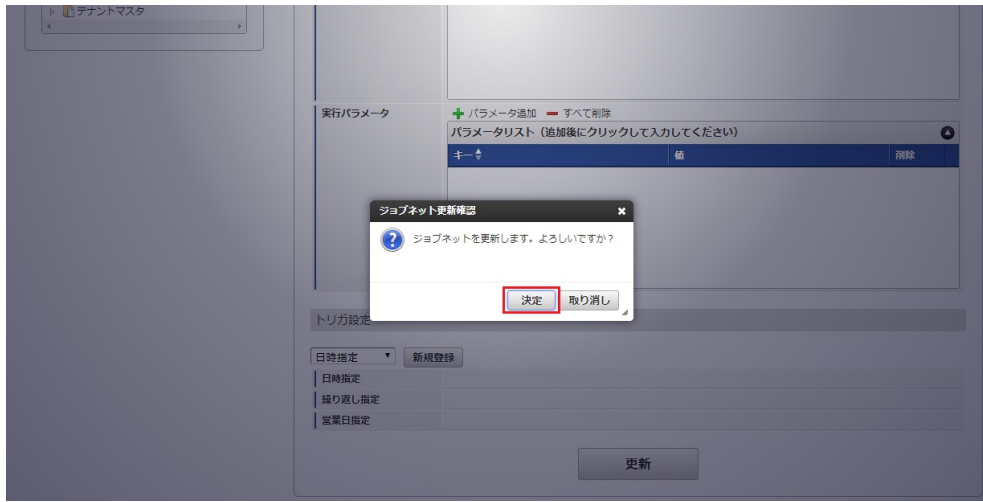 テナントマスタ
実行パラメータ
パラメータ追加 すべて削除
パラメータリスト（追加後にクリックして入力してください）
キー 値 削除
ジョブネット更新確認
ジョブネットを更新します。よろしいですか？
決定 取り消し
トリガ設定
日時指定 新規登録
日時指定
繰り返し指定
営業日指定
更新